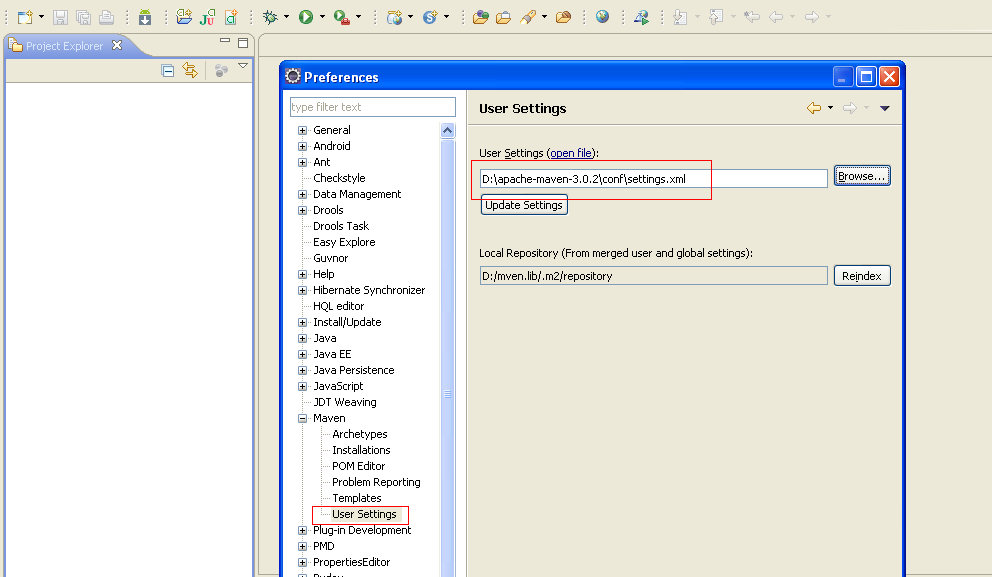 Project Explorer
Preferences
type filter text
General
Android
Ant
Checkstyle
Data Management
Drools
Drools Task
Easy Explore
Guvnor
Help
Hibernate Synchronizer
HQL editor
Install/Update
Java
Java EE
Java Persistence
JavaScript
JDT Weaving
Maven
Archetypes
Installations
POM Editor
Problem Reporting
Templates
User Settings
Plug-in Development
PMD
PropertiesEditor
User Settings
User Settings (open file):
D:\apache-maven-3.0.2\conf\settings.xml
Browse...
Update Settings
Local Repository (From merged user and global settings):
D:/mven.lib/.m2/repository
Reindex